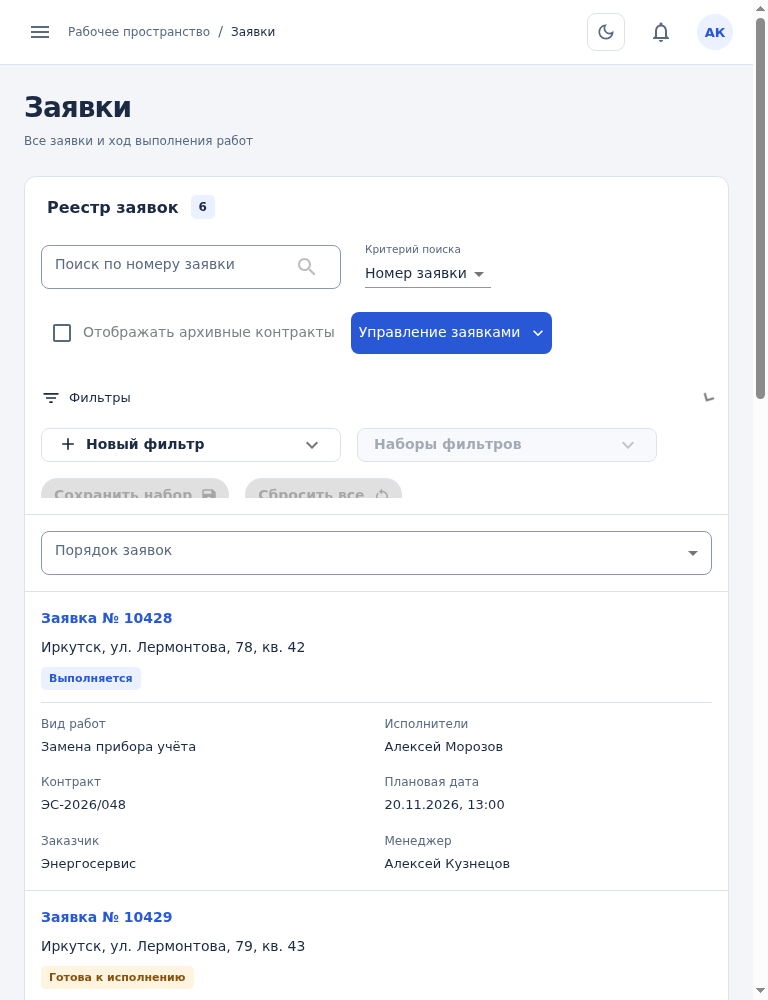 Рабочее пространство / Заявки
АК
Заявки
Все заявки и ход выполнения работ
Реестр заявок 6
Поиск по номеру заявки
Критерий поиска
Номер заявки
Отображать архивные контракты
Управление заявками
Фильтры
Новый фильтр
Наборы фильтров
Сохранить набор
Сбросить все
Порядок заявок
Заявка № 10428
Иркутск, ул. Лермонтова, 78, кв. 42
Выполняется
Вид работ
Замена прибора учёта
Исполнители
Алексей Морозов
Контракт
ЭС-2026/048
Плановая дата
20.11.2026, 13:00
Заказчик
Энергосервис
Менеджер
Алексей Кузнецов
Заявка № 10429
Иркутск, ул. Лермонтова, 79, кв. 43
Готова к исполнению